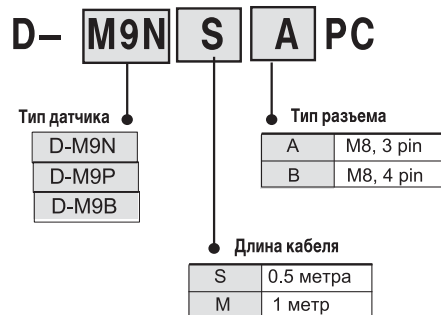 D- M9N S A PC
Тип датчика
D-M9N
D-M9P
D-M9B
Тип разъема
A M8, 3 pin
B M8, 4 pin
Длина кабеля
S 0.5 метра
M 1 метр